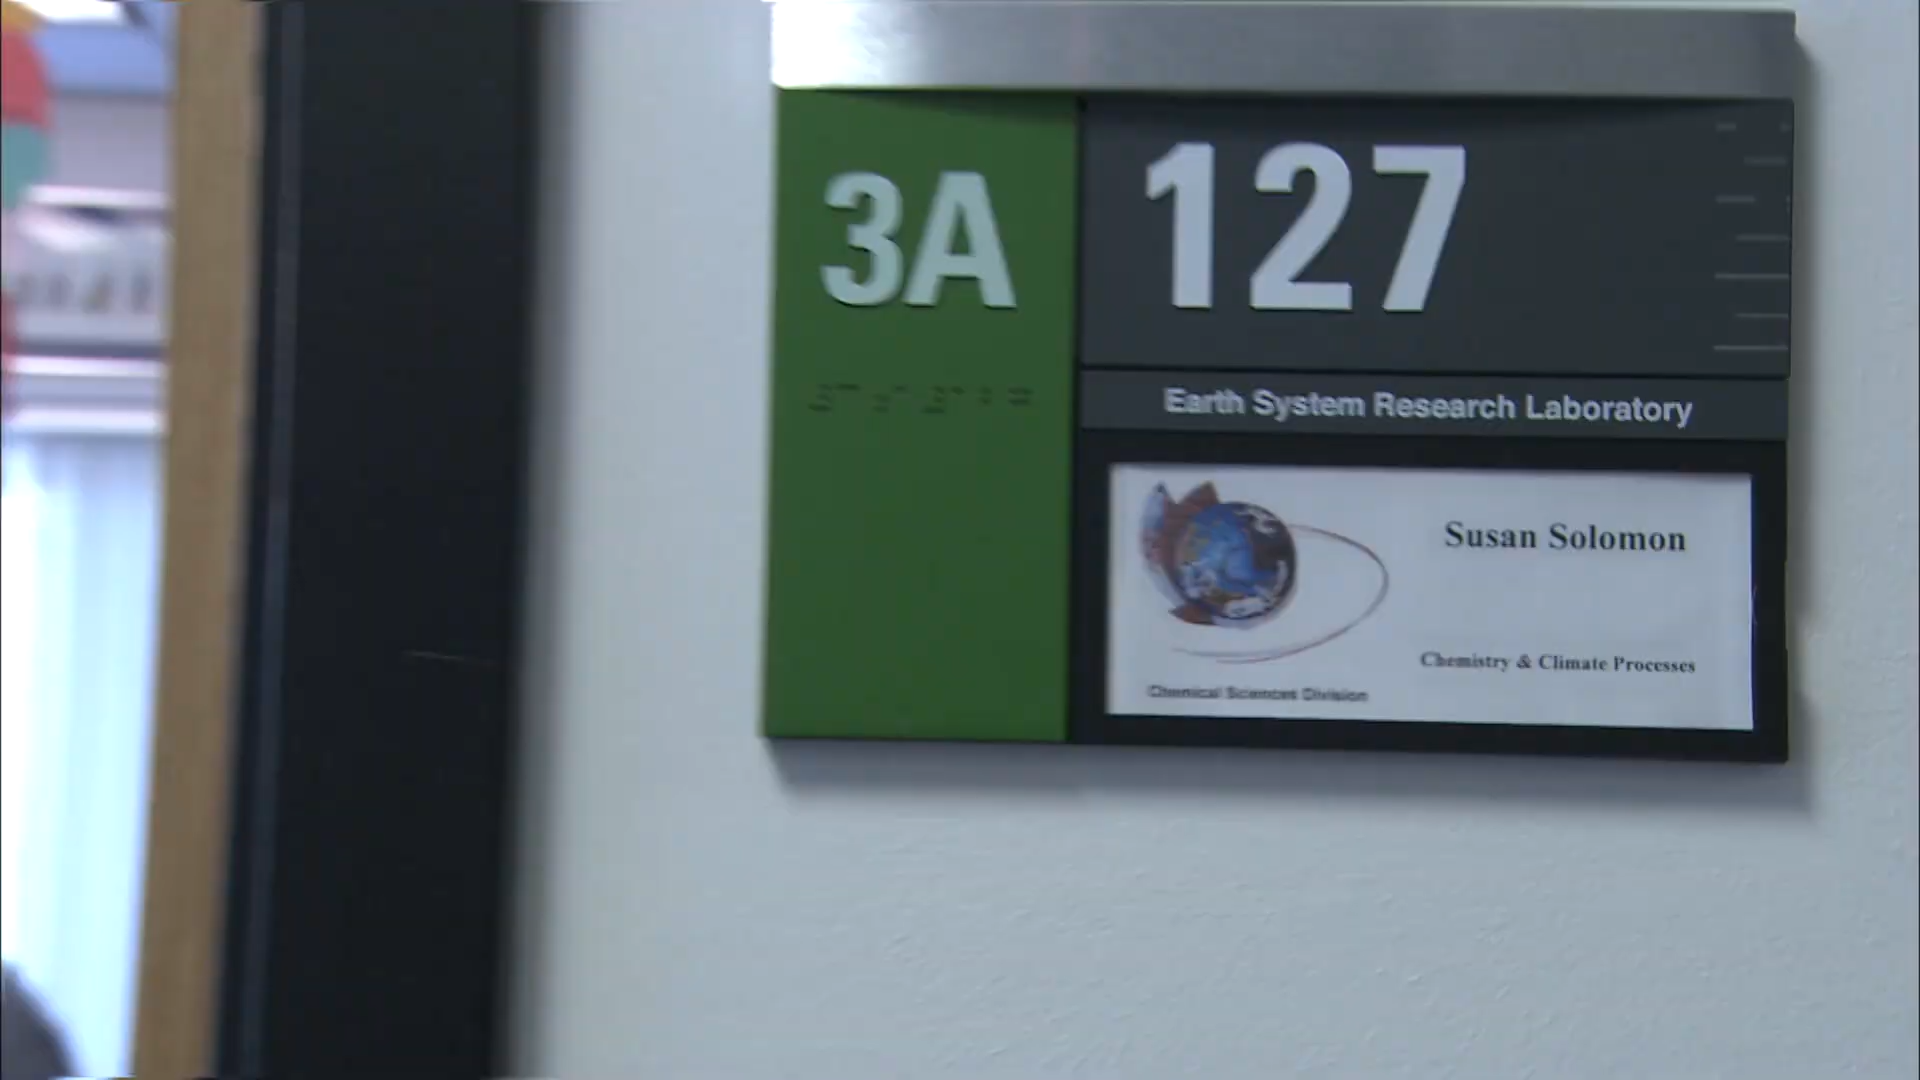 3A
127
Earth System Research Laboratory
Susan Solomon
Chemistry & Climate Processes
Chemical Sciences Division